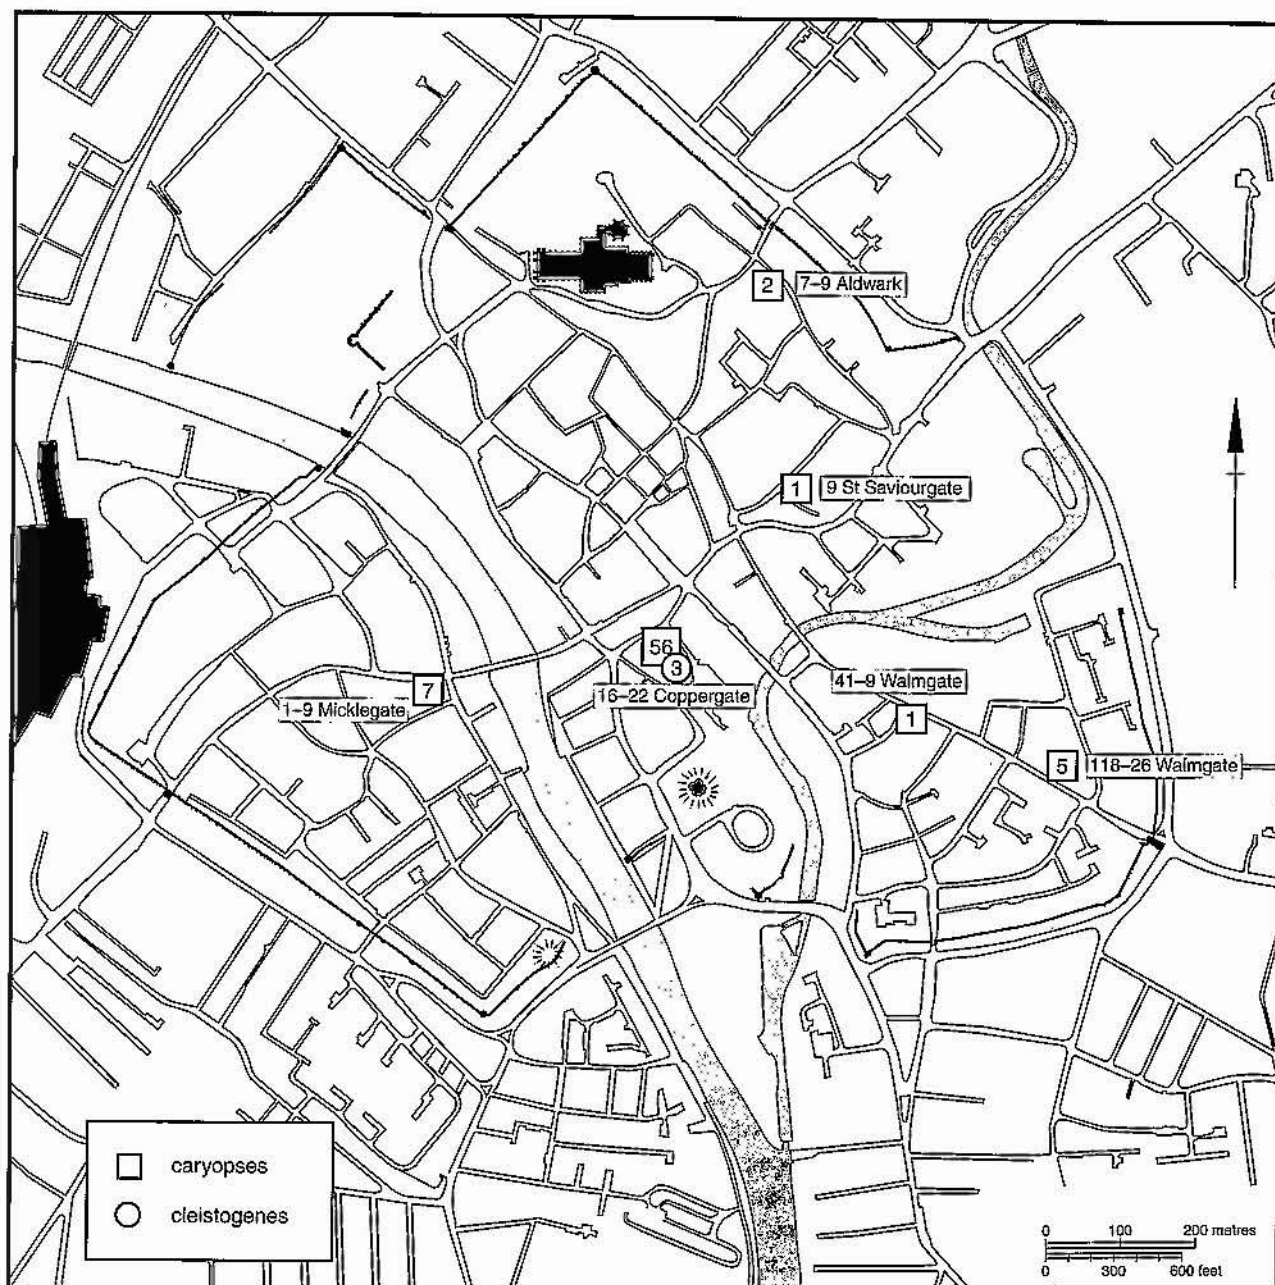 2
7–9 Aldwark
1
9 St Saviourgate
56
3
16–22 Coppergate
7
1–9 Micklegate
41–9 Walmgate
1
5
118–26 Walmgate
caryopses
cleistogenes
0 100 200 metres
0 300 600 feet